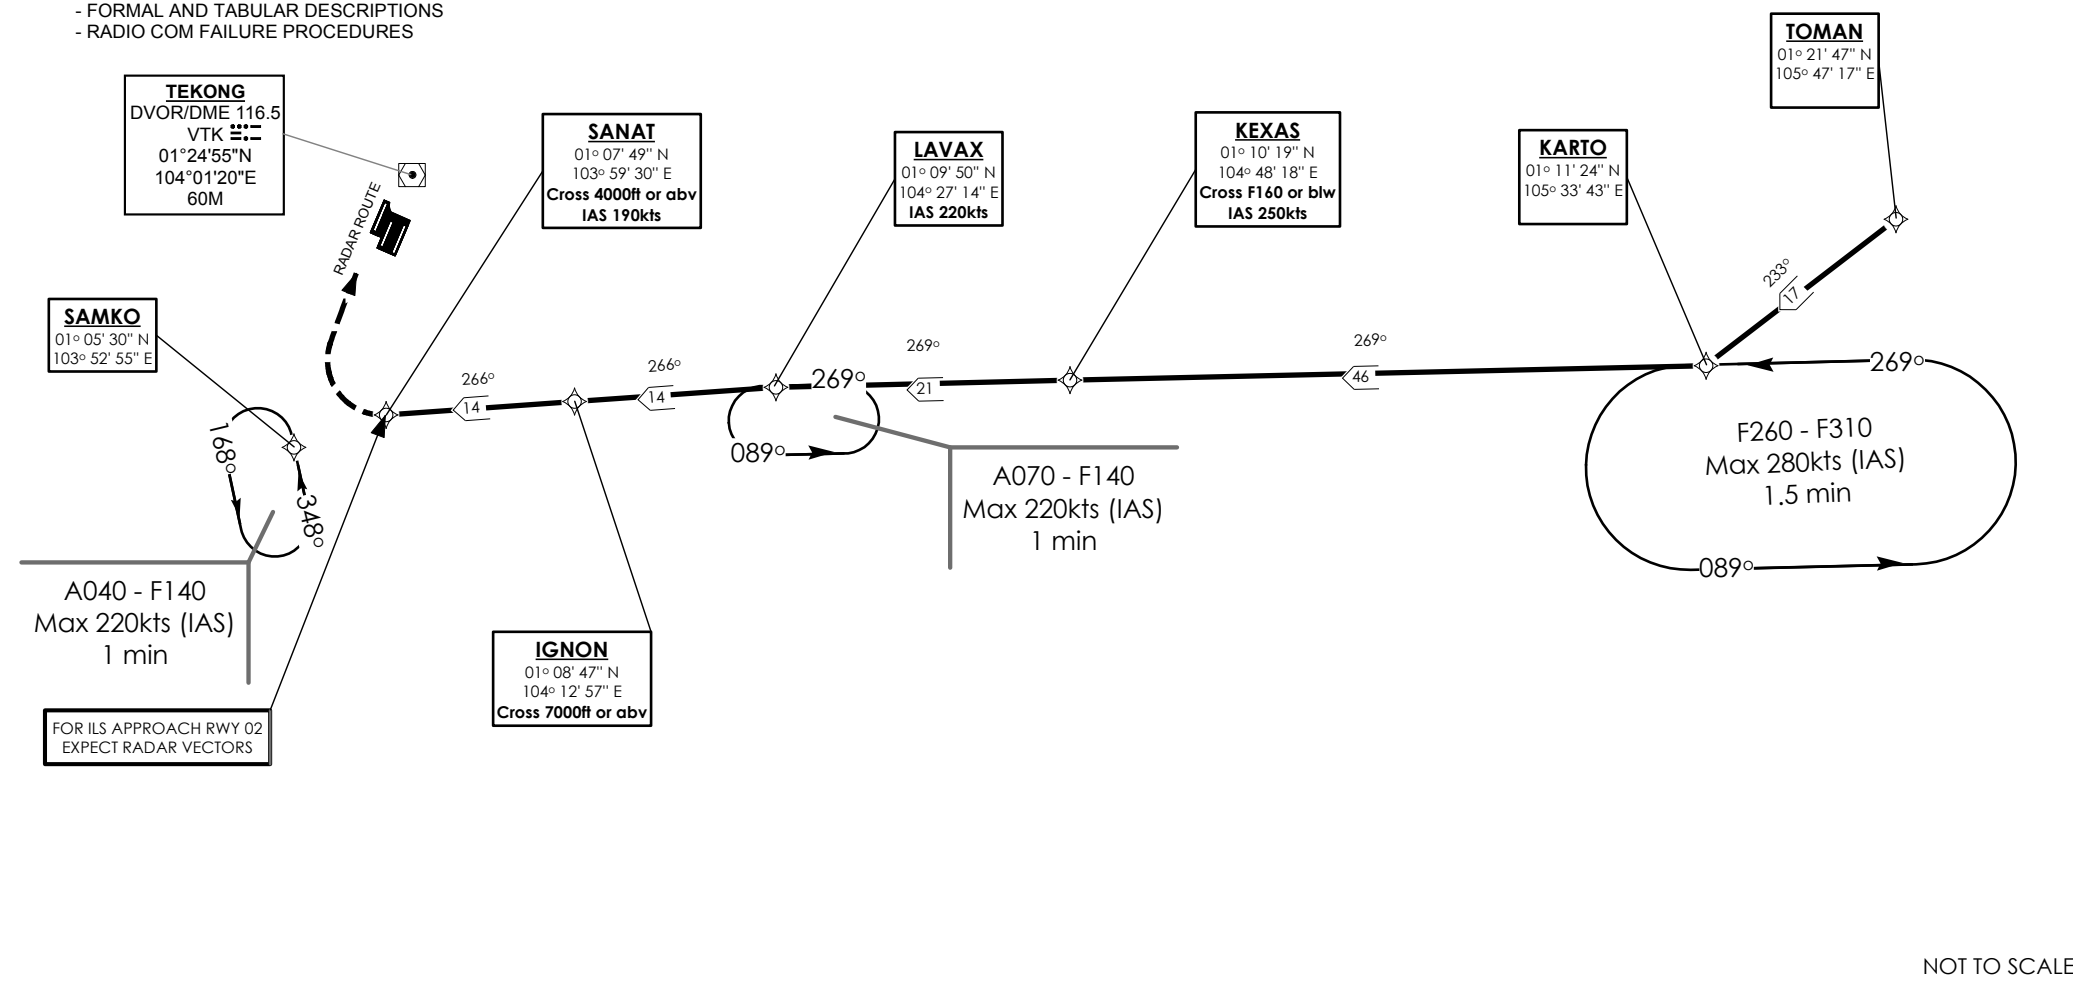 - FORMAL AND TABULAR DESCRIPTIONS
- RADIO COM FAILURE PROCEDURES
TOMAN
01° 21' 47" N
105° 47' 17" E
TEKONG
DVOR/DME 116.5
VTK
01°24'55"N
104°01'20"E
60M
SANAT
01° 07' 49" N
103° 59' 30" E
Cross 4000ft or abv
IAS 190kts
LAVAX
01° 09' 50" N
104° 27' 14" E
IAS 220kts
KEXAS
01° 10' 19" N
104° 48' 18" E
Cross F160 or blw
IAS 250kts
KARTO
01° 11' 24" N
105° 33' 43" E
RADAR ROUTE
233°
17
SAMKO
01° 05' 30" N
103° 52' 55" E
266°
14
266°
14
269°
269°
21
269°
46
269°
089°
A070 - F140
Max 220kts (IAS)
1 min
F260 - F310
Max 280kts (IAS)
1.5 min
089°
168°
348°
A040 - F140
Max 220kts (IAS)
1 min
IGNON
01° 08' 47" N
104° 12' 57" E
Cross 7000ft or abv
FOR ILS APPROACH RWY 02
EXPECT RADAR VECTORS
NOT TO SCALE